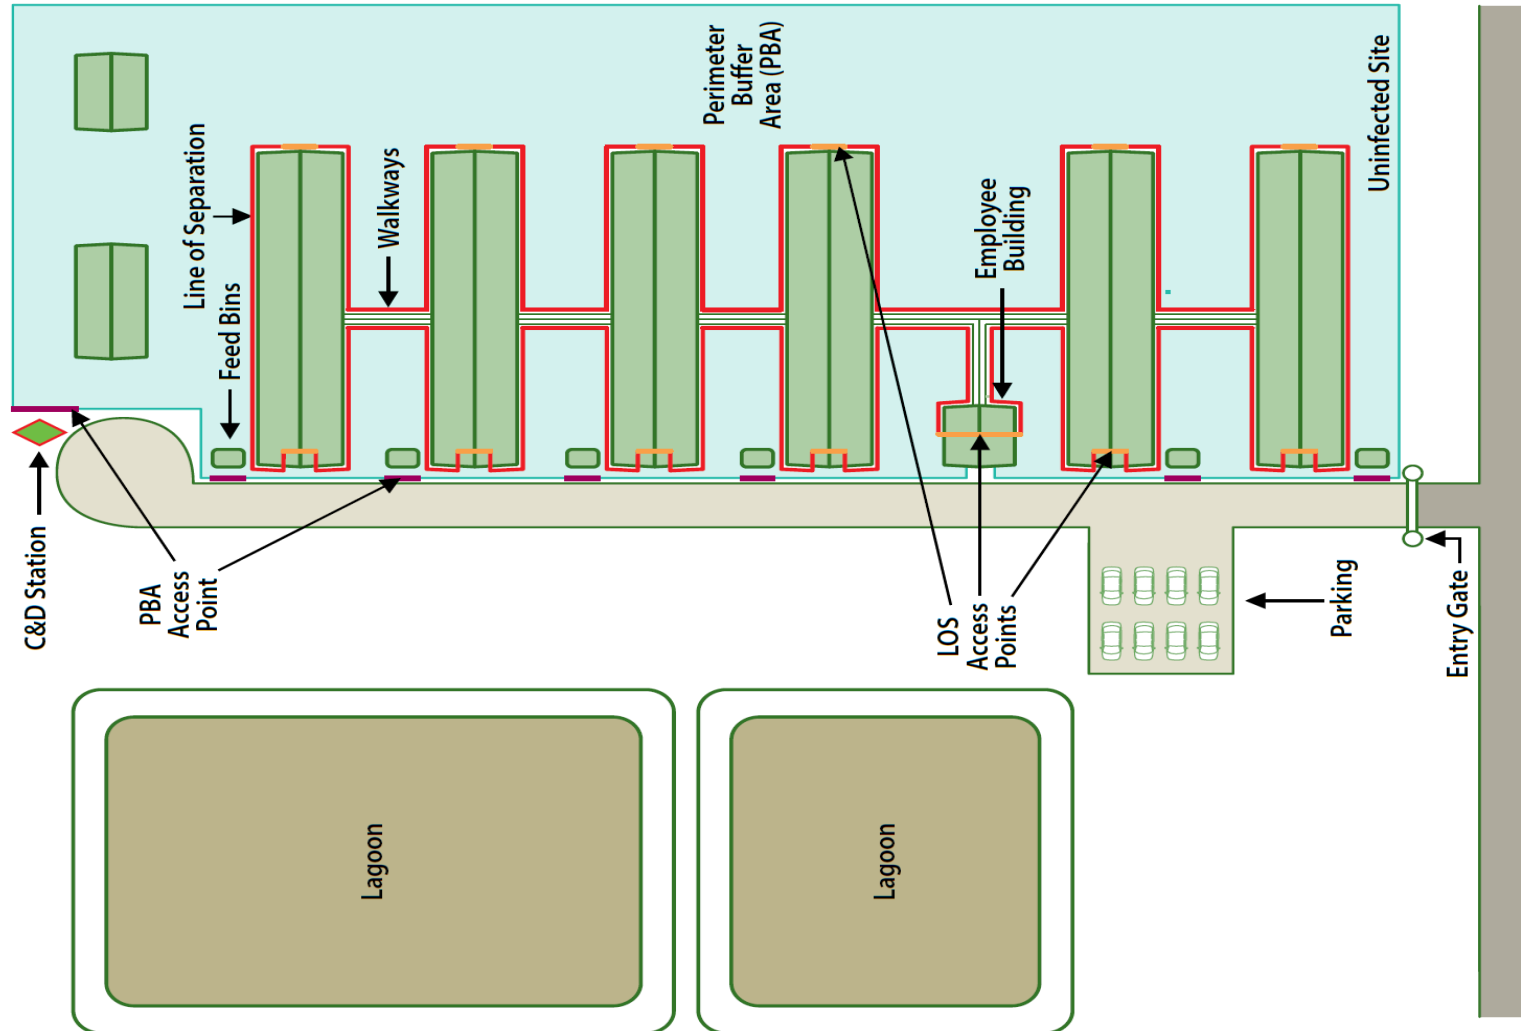 Line of Separation
Feed Bins
Walkways
Perimeter
Buffer
Area (PBA)
Employee
Building
Uninfected Site
C&D Station
PBA
Access
Point
LOS
Access
Points
Parking
Entry Gate
Lagoon
Lagoon